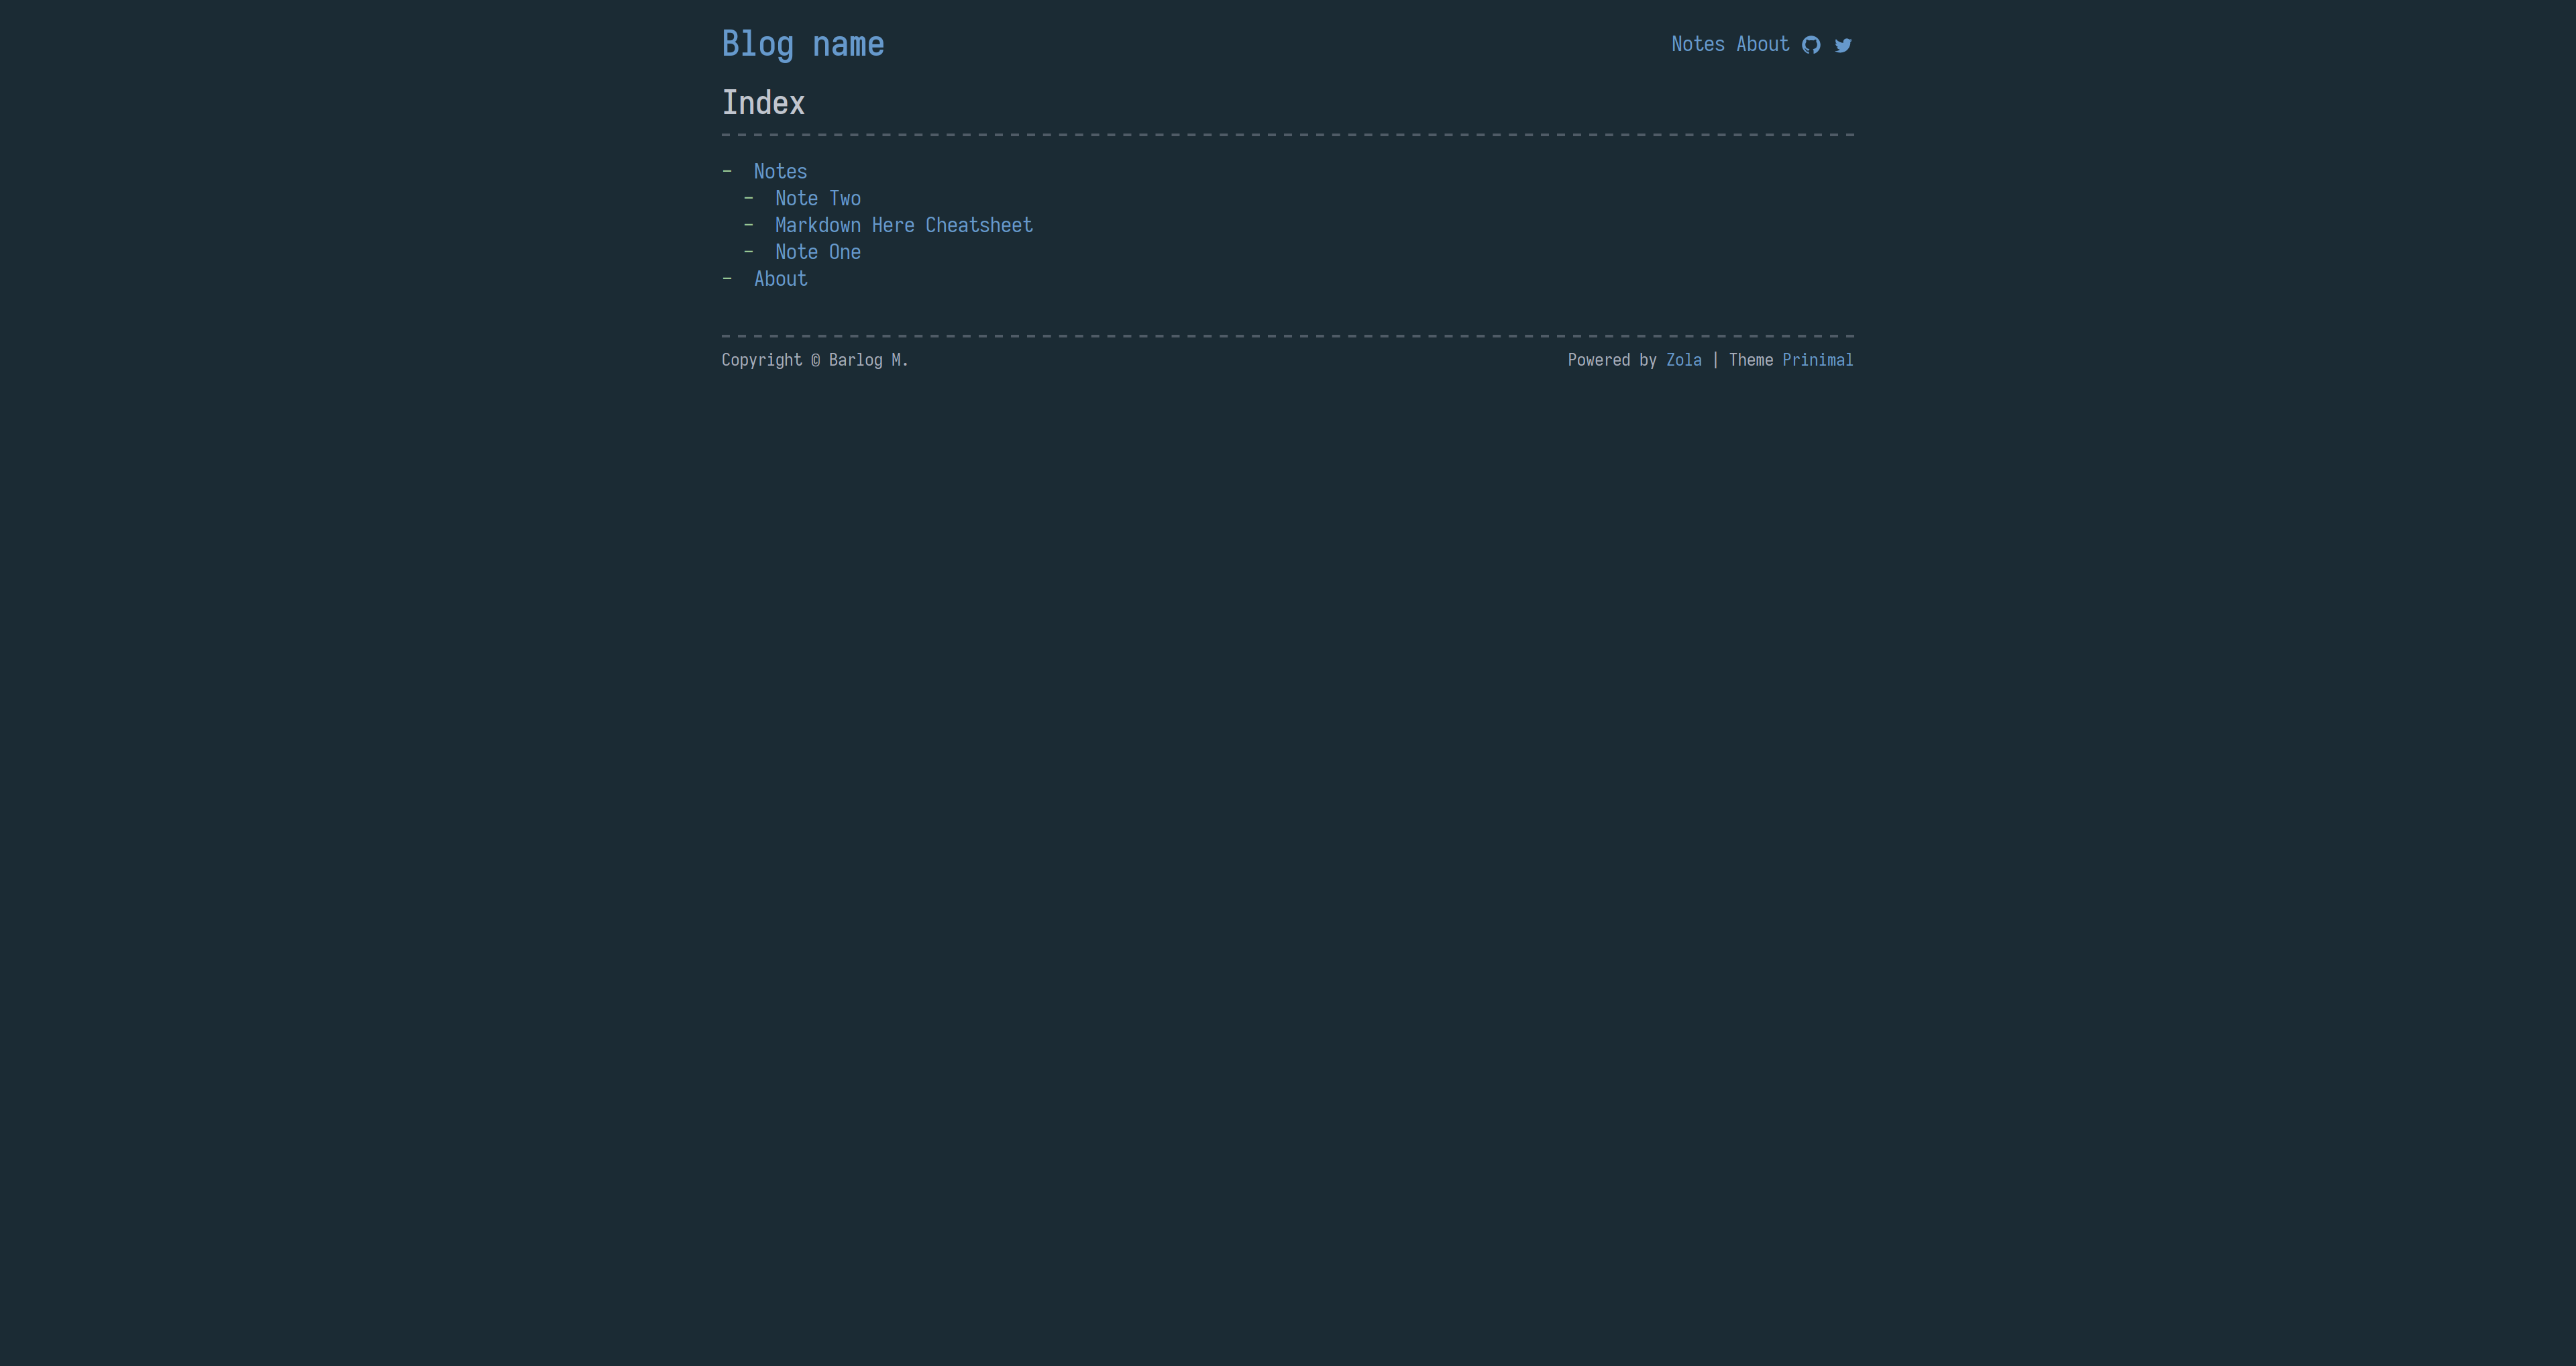 Blog name
Notes About
Index
- Notes
- Note Two
- Markdown Here Cheatsheet
- Note One
- About
Copyright © Barlog M.
Powered by Zola | Theme Prinimal